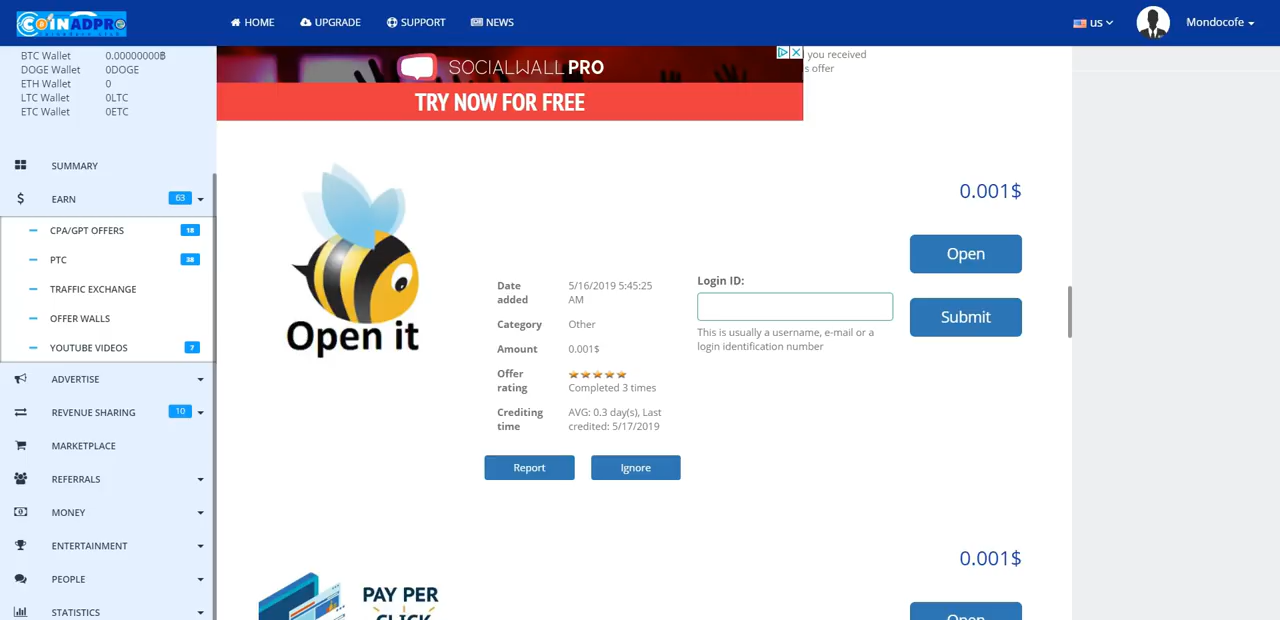 COINADPRO
HOME
UPGRADE
SUPPORT
NEWS
us
Mondocofe
BTC Wallet 0.00000000฿
DOGE Wallet 0DOGE
ETH Wallet 0
LTC Wallet 0LTC
ETC Wallet 0ETC
SUMMARY
EARN 63
CPA/GPT OFFERS 18
PTC 38
TRAFFIC EXCHANGE
OFFER WALLS
YOUTUBE VIDEOS 7
ADVERTISE
REVENUE SHARING 10
MARKETPLACE
REFERRALS
MONEY
ENTERTAINMENT
PEOPLE
STATISTICS
SOCIALWALL PRO
TRY NOW FOR FREE
you received
s offer
Open it
Date added 5/16/2019 5:45:25 AM
Category Other
Amount 0.001$
Offer rating
Completed 3 times
Crediting time AVG: 0.3 day(s), Last credited: 5/17/2019
Report
Ignore
Login ID:
This is usually a username, e-mail or a
login identification number
0.001$
Open
Submit
PAY PER
CLICK
0.001$
Open